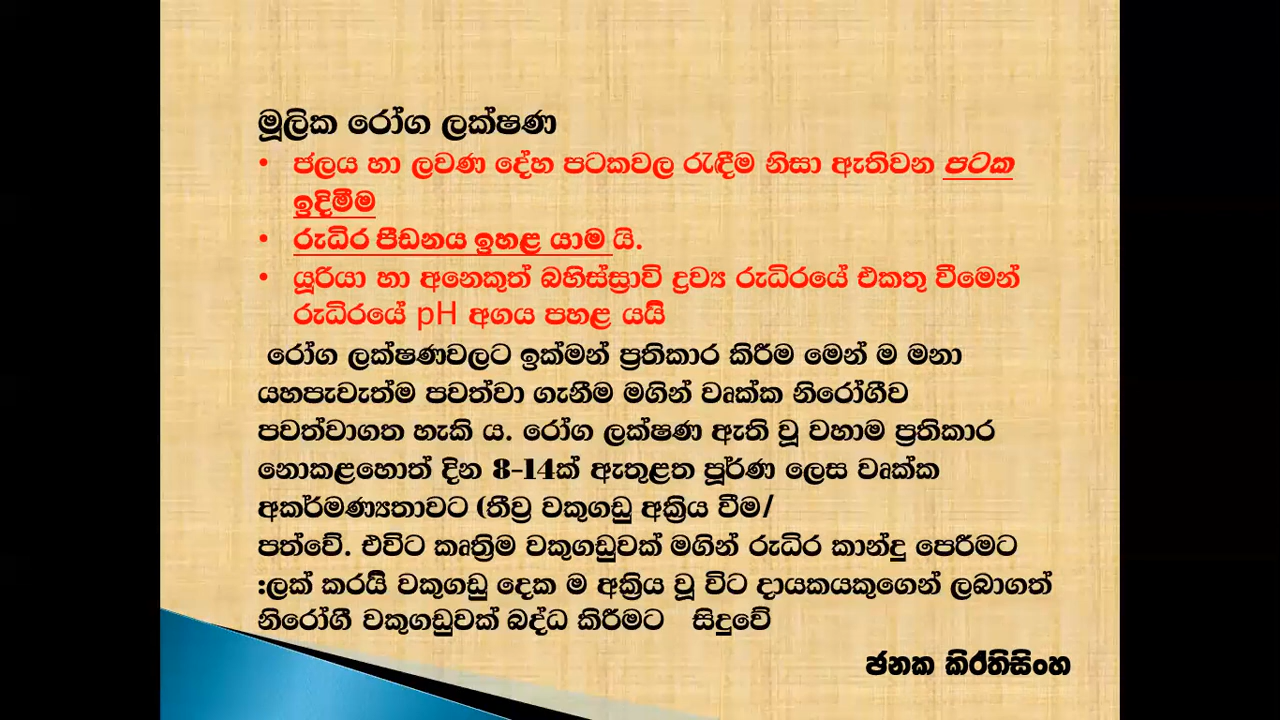 මූලික රෝග ලක්ෂණ
• ජලය හා ලවණ දේහ පටකවල රැඳීම නිසා ඇතිවන පටක
ඉදිමීම
• රුධිර පීඩනය ඉහළ යාම යි.
• යූරියා හා අනෙකුත් බහිස්ස්‍රාවි ද්‍රව්‍ය රුධිරයේ එකතු වීමෙන්
රුධිරයේ pH අගය පහළ යයි
රෝග ලක්ෂණවලට ඉක්මන් ප්‍රතිකාර කිරීම මෙන් ම මනා
යහපැවැත්ම පවත්වා ගැනීම මගින් වෘක්ක නිරෝගීව
පවත්වාගත හැකි ය. රෝග ලක්ෂණ ඇති වූ වහාම ප්‍රතිකාර
නොකළහොත් දින 8-14ක් ඇතුළත පූර්ණ ලෙස වෘක්ක
අකර්මණ්‍යතාවට (තීව්‍ර වකුගඩු අක්‍රිය වීම/
පත්වේ. එවිට කෘත්‍රිම වකුගඩුවක් මගින් රුධිර කාන්දු පෙරීමට
:ලක් කරයි වකුගඩු දෙක ම අක්‍රිය වූ විට දායකයකුගෙන් ලබාගත්
නිරෝගී වකුගඩුවක් බද්ධ කිරීමට සිදුවේ
ජනක කිර්තිසිංහ